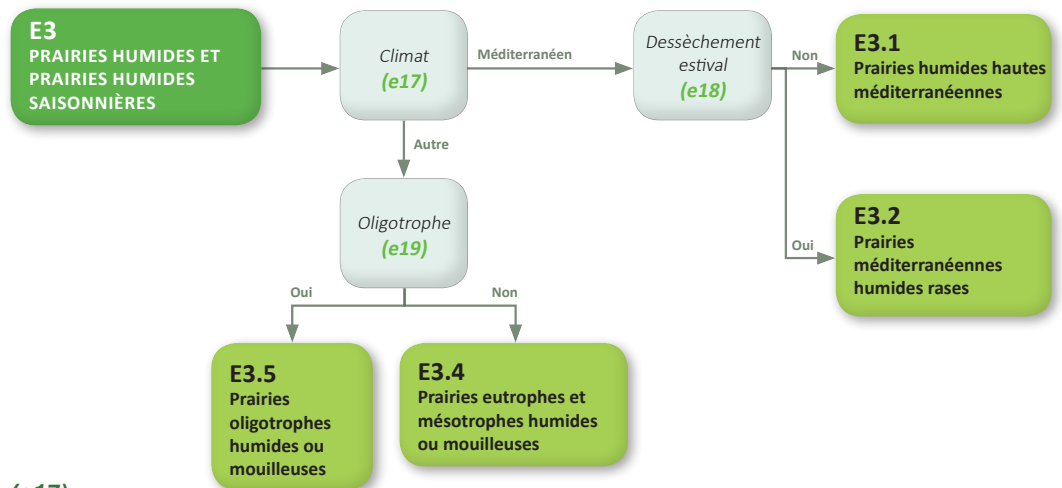 E3
PRAIRIES HUMIDES ET
PRAIRIES HUMIDES
SAISONNIÈRES
Climat
(e17)
Méditerranéen
Dessèchement
estival
(e18)
Non
E3.1
Prairies humides hautes
méditerranéennes
Autre
Oui
E3.2
Prairies
méditerranéennes
humides rases
Oligotrophe
(e19)
Oui
Non
E3.5
Prairies
oligotrophes
humides ou
mouilleuses
E3.4
Prairies eutrophes et
mésotrophes humides
ou mouilleuses
(e17)